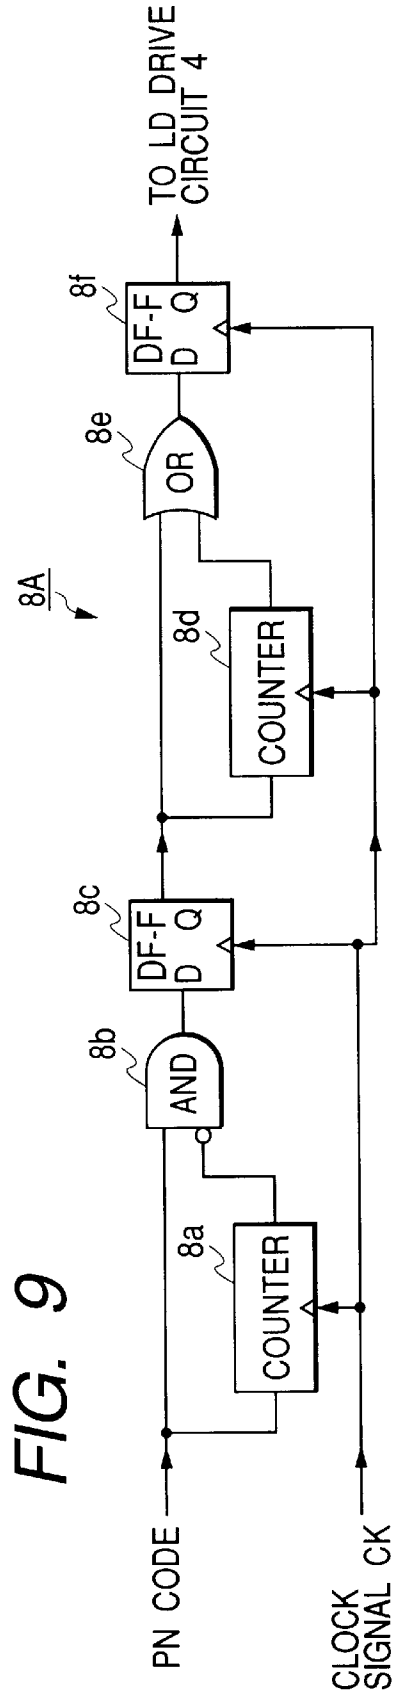 FIG. 9
8A
PN CODE
8a
COUNTER
8b
AND
8c
DF-F
D Q
8d
COUNTER
8e
OR
8f
DF-F
D Q
TO LD DRIVE
CIRCUIT 4
CLOCK
SIGNAL CK